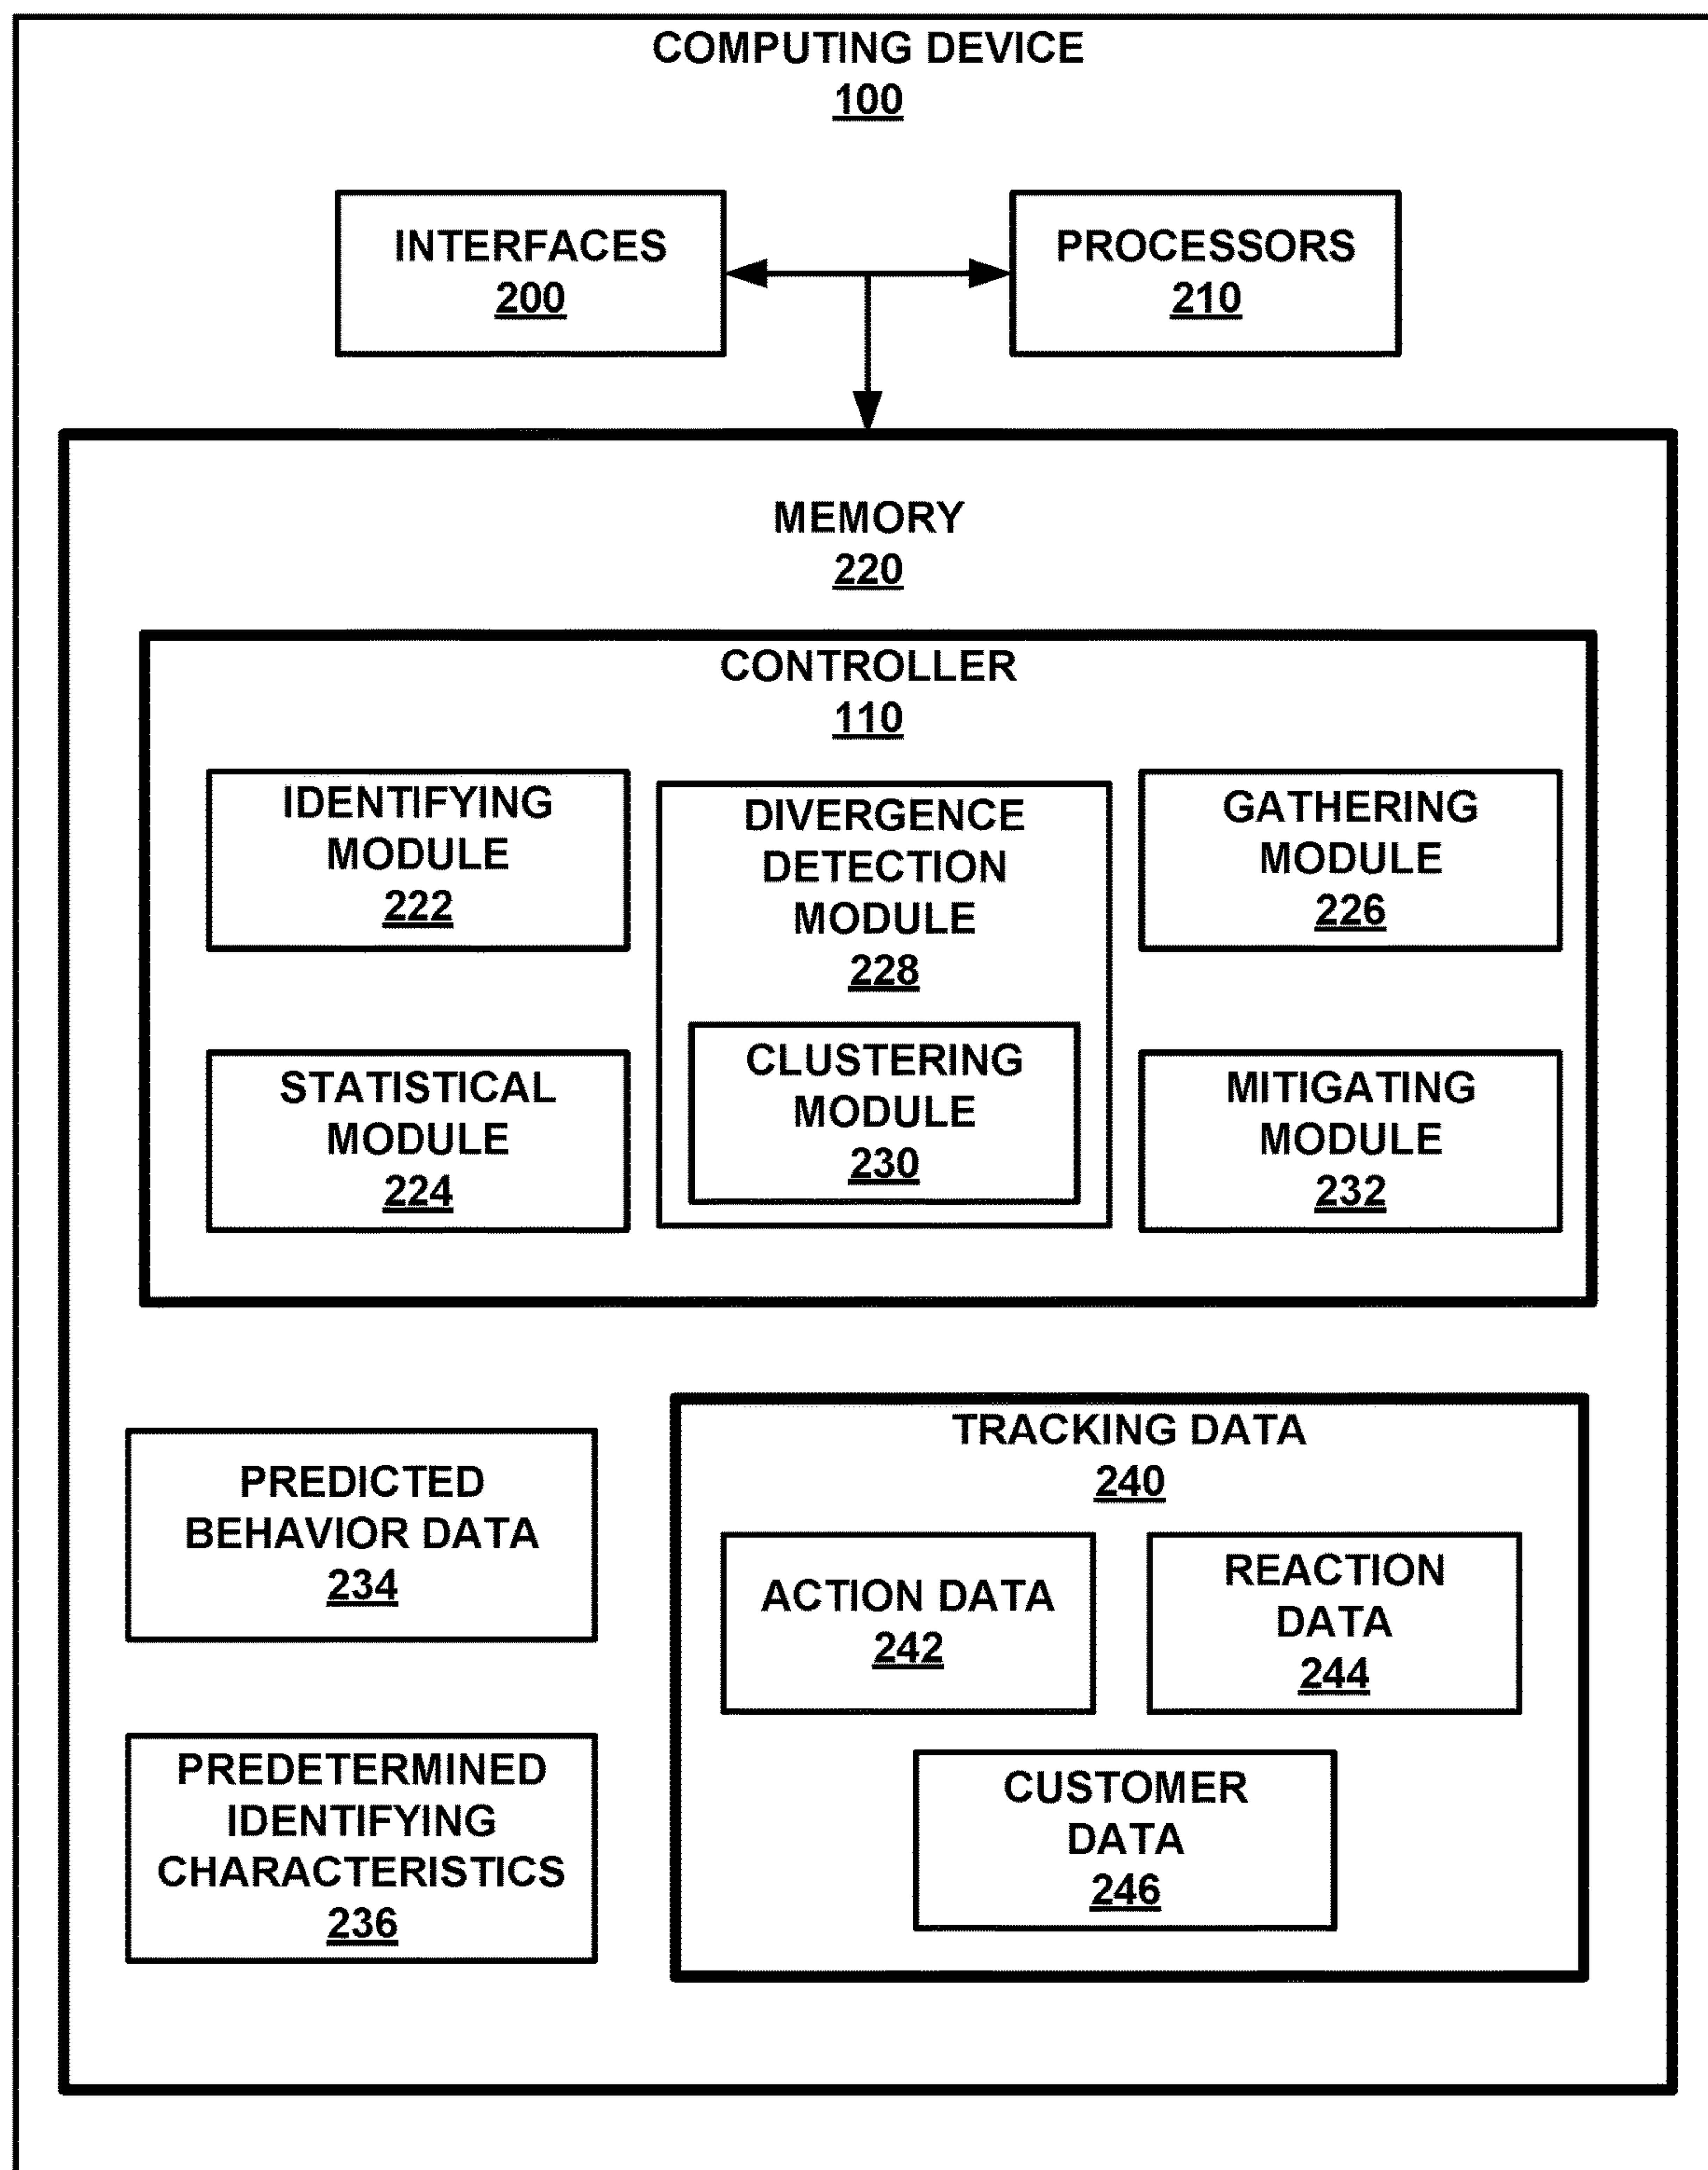 COMPUTING DEVICE
100
INTERFACES
200
PROCESSORS
210
MEMORY
220
CONTROLLER
110
IDENTIFYING
MODULE
222
DIVERGENCE
DETECTION
MODULE
228
GATHERING
MODULE
226
STATISTICAL
MODULE
224
CLUSTERING
MODULE
230
MITIGATING
MODULE
232
PREDICTED
BEHAVIOR DATA
234
PREDETERMINED
IDENTIFYING
CHARACTERISTICS
236
TRACKING DATA
240
ACTION DATA
242
REACTION
DATA
244
CUSTOMER
DATA
246